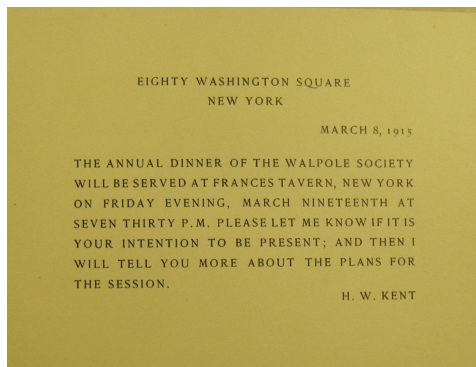 EIGHTY WASHINGTON SQUARE
NEW YORK
MARCH 8, 1915
THE ANNUAL DINNER OF THE WALPOLE SOCIETY
WILL BE SERVED AT FRANCES TAVERN, NEW YORK
ON FRIDAY EVENING, MARCH NINETEENTH AT
SEVEN THIRTY P.M. PLEASE LET ME KNOW IF IT IS
YOUR INTENTION TO BE PRESENT; AND THEN I
WILL TELL YOU MORE ABOUT THE PLANS FOR
THE SESSION.
H. W. KENT